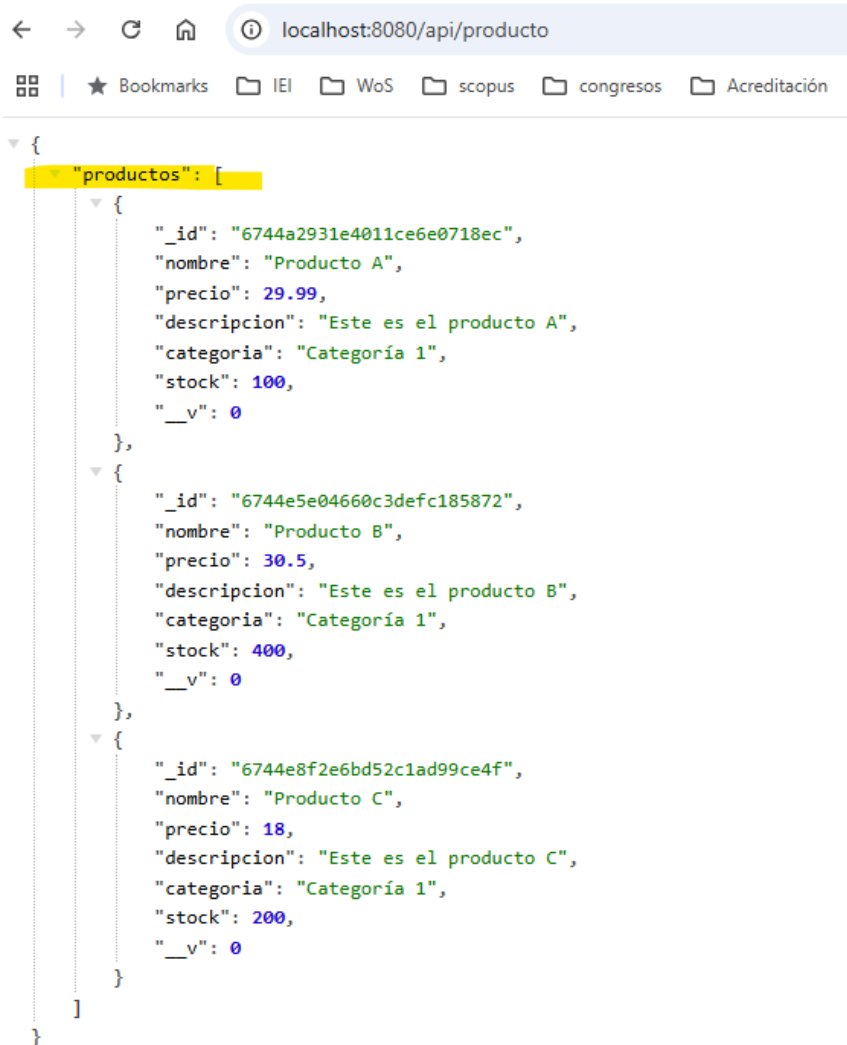 localhost:8080/api/producto
Bookmarks IEI WoS scopus congresos Acreditación
{
"productos": [
{
"_id": "6744a2931e4011ce6e0718ec",
"nombre": "Producto A",
"precio": 29.99,
"descripcion": "Este es el producto A",
"categoria": "Categoría 1",
"stock": 100,
"__v": 0
},
{
"_id": "6744e5e04660c3defc185872",
"nombre": "Producto B",
"precio": 30.5,
"descripcion": "Este es el producto B",
"categoria": "Categoría 1",
"stock": 400,
"__v": 0
},
{
"_id": "6744e8f2e6bd52c1ad99ce4f",
"nombre": "Producto C",
"precio": 18,
"descripcion": "Este es el producto C",
"categoria": "Categoría 1",
"stock": 200,
"__v": 0
}
]
}